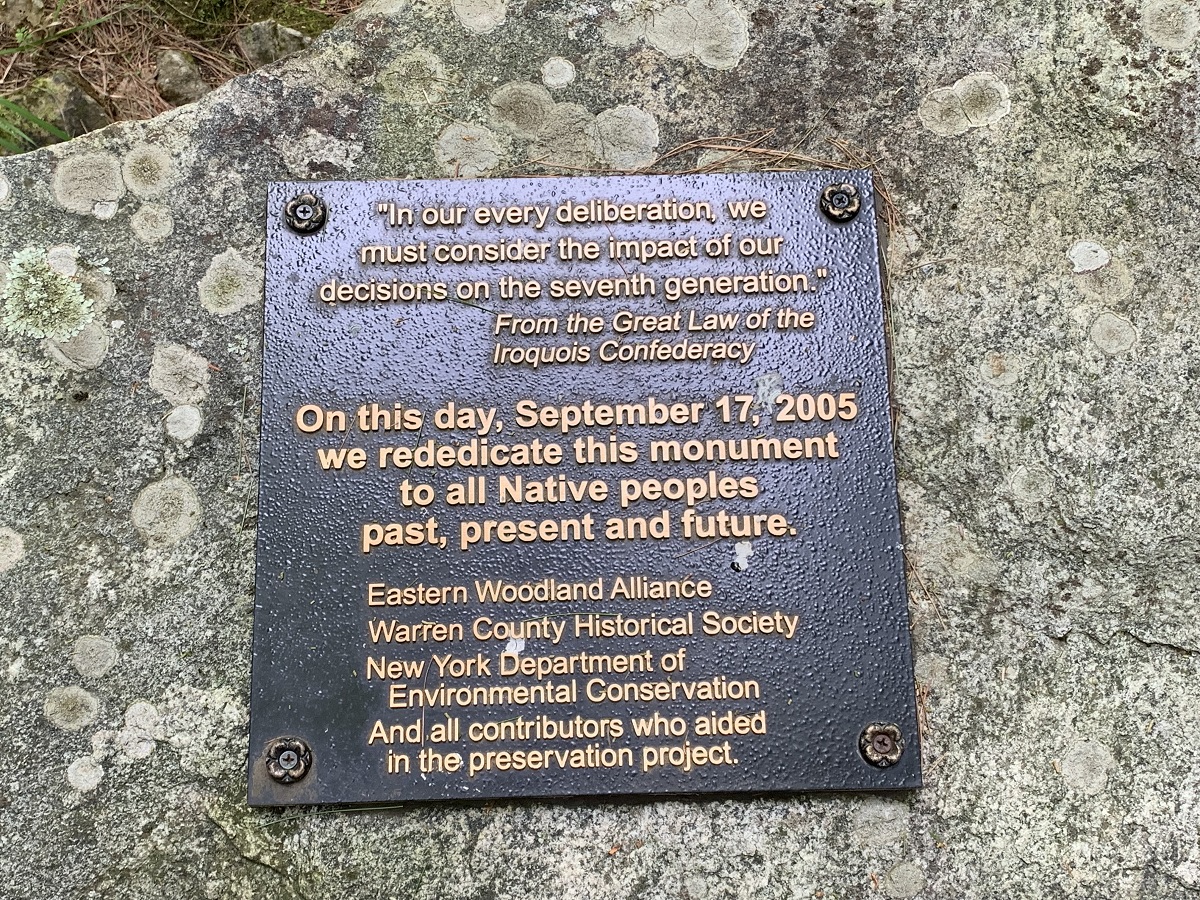 "In our every deliberation, we
must consider the impact of our
decisions on the seventh generation."
From the Great Law of the
Iroquois Confederacy
On this day, September 17, 2005
we rededicate this monument
to all Native peoples
past, present and future.
Eastern Woodland Alliance
Warren County Historical Society
New York Department of
Environmental Conservation
And all contributors who aided
in the preservation project.